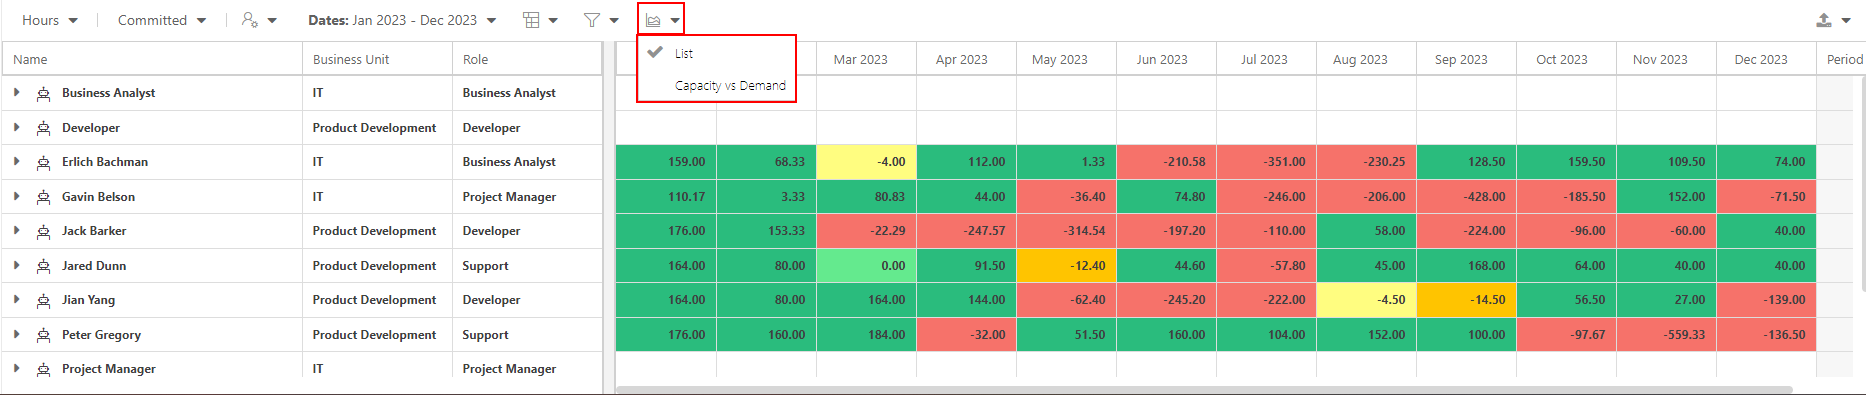 Hours Committed Dates: Jan 2023 - Dec 2023
List
Capacity vs Demand
Name Business Unit Role Mar 2023 Apr 2023 May 2023 Jun 2023 Jul 2023 Aug 2023 Sep 2023 Oct 2023 Nov 2023 Dec 2023 Period
Business Analyst IT Business Analyst
Developer Product Development Developer
Erlich Bachman IT Business Analyst 159.00 68.33 -4.00 112.00 1.33 -210.58 -351.00 -230.25 128.50 159.50 109.50 74.00
Gavin Belson IT Project Manager 110.17 3.33 80.83 44.00 -36.40 74.80 -246.00 -206.00 -428.00 -185.50 152.00 -71.50
Jack Barker Product Development Developer 176.00 153.33 -22.29 -247.57 -314.54 -197.20 -110.00 58.00 -224.00 -96.00 -60.00 40.00
Jared Dunn Product Development Support 164.00 80.00 0.00 91.50 -12.40 44.60 -57.80 45.00 168.00 64.00 40.00 40.00
Jian Yang Product Development Developer 164.00 80.00 164.00 144.00 -62.40 -245.20 -222.00 -4.50 -14.50 56.50 27.00 -139.00
Peter Gregory Product Development Support 176.00 160.00 184.00 -32.00 51.50 160.00 104.00 152.00 100.00 -97.67 -559.33 -136.50
Project Manager IT Project Manager